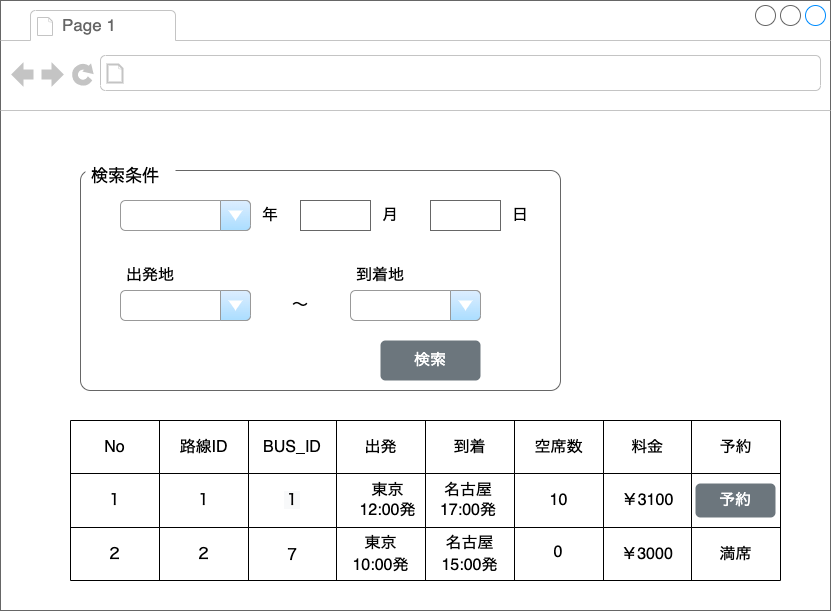 Page 1
検索条件
年 月 日
出発地 到着地
～
検索
No 路線ID BUS_ID 出発 到着 空席数 料金 予約
1 1 1 東京 12:00発 名古屋 17:00発 10 ￥3100 予約
2 2 7 東京 10:00発 名古屋 15:00発 0 ￥3000 満席